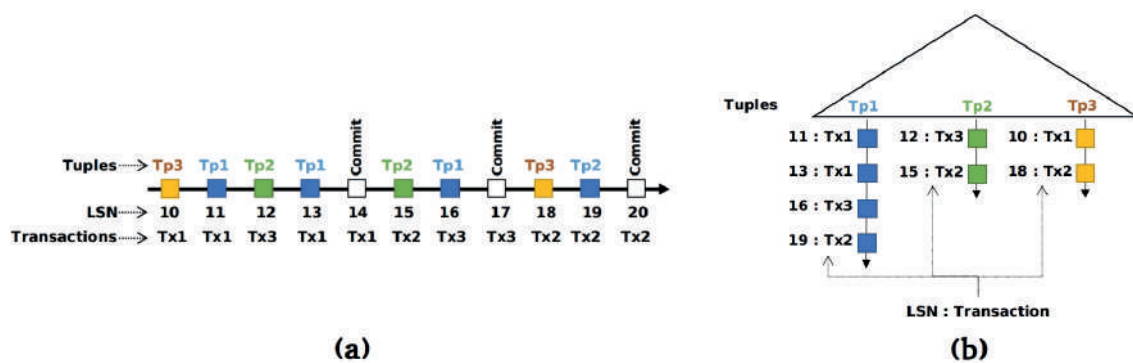 Commit
Commit
Commit
Tuples Tp3 Tp1 Tp2 Tp1 Tp2 Tp1 Tp3 Tp2
LSN 10 11 12 13 14 15 16 17 18 19 20
Transactions Tx1 Tx1 Tx3 Tx1 Tx1 Tx2 Tx3 Tx3 Tx2 Tx2 Tx2
(a)
Tuples Tp1 Tp2 Tp3
11 : Tx1 12 : Tx3 10 : Tx1
13 : Tx1 15 : Tx2 18 : Tx2
16 : Tx3
19 : Tx2
LSN : Transaction
(b)